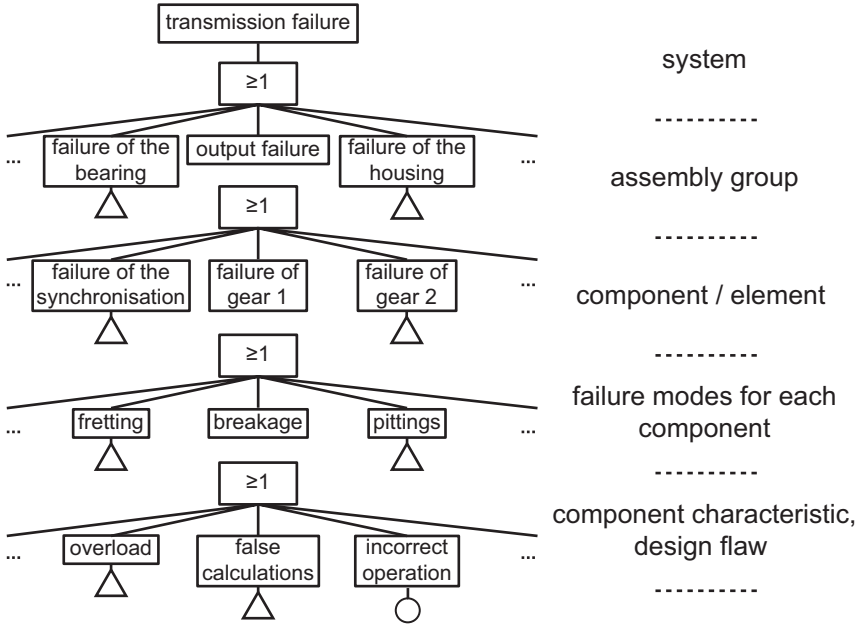 transmission failure
≥1
system
- - - - - - - - - -
...
failure of the
bearing
output failure
failure of the
housing
...
assembly group
≥1
- - - - - - - - - -
...
failure of the
synchronisation
failure of
gear 1
failure of
gear 2
...
component / element
≥1
- - - - - - - - - -
...
fretting
breakage
pittings
...
failure modes for each
component
≥1
- - - - - - - - - -
...
overload
false
calculations
incorrect
operation
...
component characteristic,
design flaw
- - - - - - - - - -